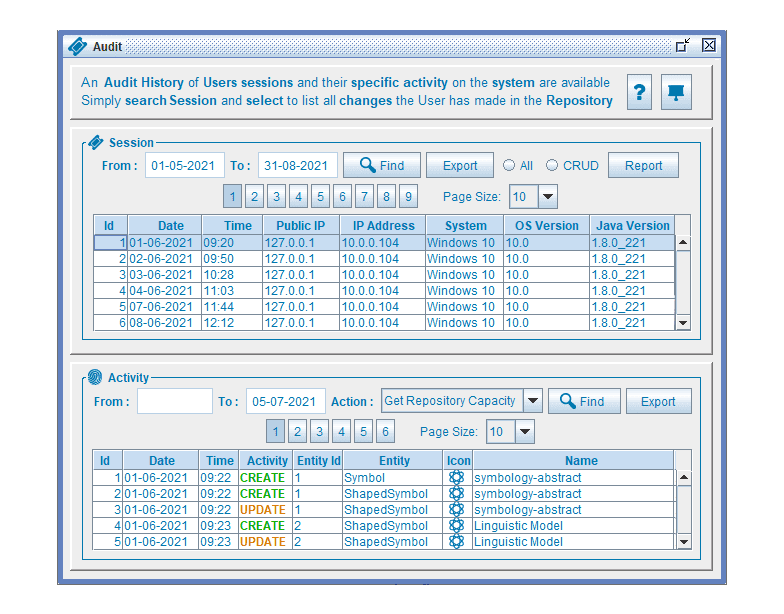 Audit
An Audit History of Users sessions and their specific activity on the system are available
Simply search Session and select to list all changes the User has made in the Repository
?
Session
From : 01-05-2021 To : 31-08-2021 Find Export All CRUD Report
1 2 3 4 5 6 7 8 9 Page Size: 10
Id Date Time Public IP IP Address System OS Version Java Version
1 01-06-2021 09:20 127.0.0.1 10.0.0.104 Windows 10 10.0 1.8.0_221
2 02-06-2021 09:50 127.0.0.1 10.0.0.104 Windows 10 10.0 1.8.0_221
3 03-06-2021 10:28 127.0.0.1 10.0.0.104 Windows 10 10.0 1.8.0_221
4 04-06-2021 11:03 127.0.0.1 10.0.0.104 Windows 10 10.0 1.8.0_221
5 07-06-2021 11:44 127.0.0.1 10.0.0.104 Windows 10 10.0 1.8.0_221
6 08-06-2021 12:12 127.0.0.1 10.0.0.104 Windows 10 10.0 1.8.0_221
Activity
From : To : 05-07-2021 Action : Get Repository Capacity Find Export
1 2 3 4 5 6 Page Size: 10
Id Date Time Activity Entity Id Entity Icon Name
1 01-06-2021 09:22 CREATE 1 Symbol symbology-abstract
2 01-06-2021 09:22 CREATE 1 ShapedSymbol symbology-abstract
3 01-06-2021 09:22 UPDATE 1 ShapedSymbol symbology-abstract
4 01-06-2021 09:23 CREATE 2 ShapedSymbol Linguistic Model
5 01-06-2021 09:23 UPDATE 2 ShapedSymbol Linguistic Model